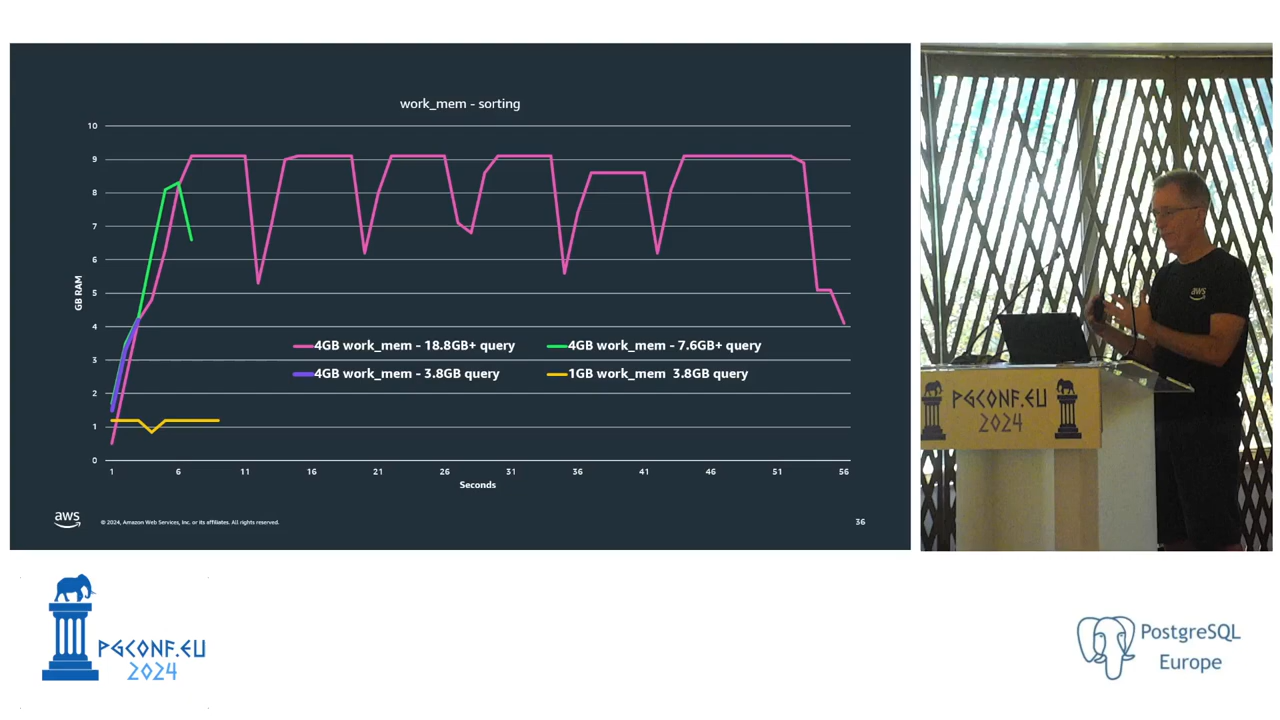 work_mem - sorting
10
9
8
7
6
5
4
3
2
1
0
GB RAM
4GB work_mem - 18.8GB+ query
4GB work_mem - 7.6GB+ query
4GB work_mem - 3.8GB query
1GB work_mem 3.8GB query
1 6 11 16 21 26 31 36 41 46 51 56
Seconds
aws
© 2024, Amazon Web Services, Inc. or its affiliates. All rights reserved.
36
aws
PGCONF.EU
2024
PGCONF.EU
2024
PostgreSQL
Europe